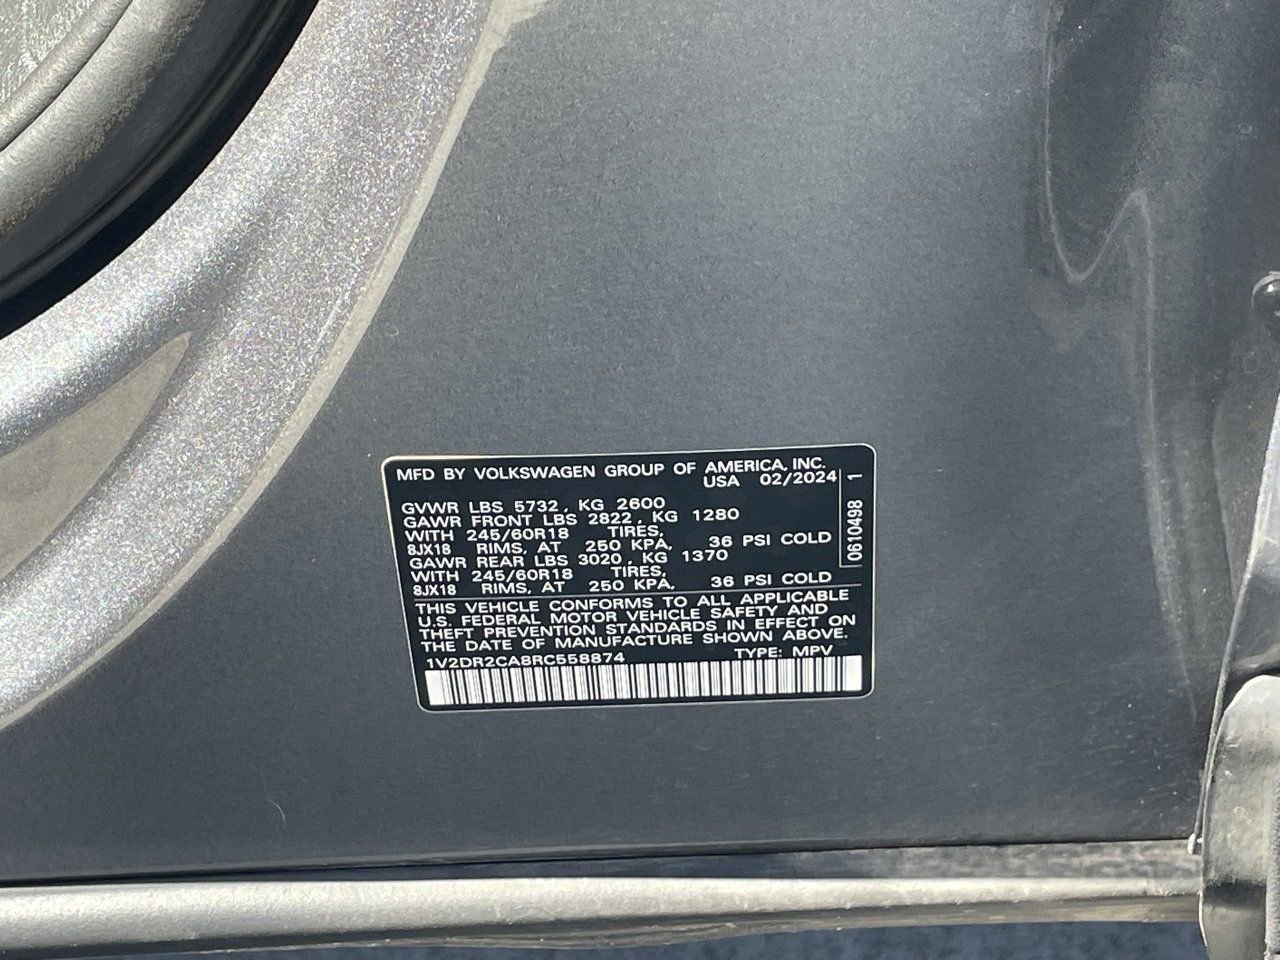 MFD BY VOLKSWAGEN GROUP OF AMERICA, INC.
USA 02/2024
GVWR LBS 5732, KG 2600
GAWR FRONT LBS 2822, KG 1280
WITH 245/60R18 TIRES,
8JX18 RIMS, AT 250 KPA, 36 PSI COLD
GAWR REAR LBS 3020, KG 1370
WITH 245/60R18 TIRES,
8JX18 RIMS, AT 250 KPA, 36 PSI COLD
0610498 1
THIS VEHICLE CONFORMS TO ALL APPLICABLE
U.S. FEDERAL MOTOR VEHICLE SAFETY AND
THEFT PREVENTION STANDARDS IN EFFECT ON
THE DATE OF MANUFACTURE SHOWN ABOVE.
1V2DR2CA8RC558874 TYPE: MPV